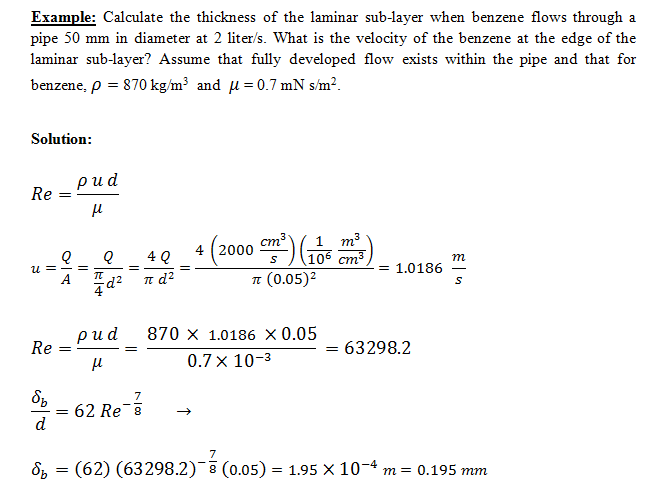 Example: Calculate the thickness of the laminar sub-layer when benzene flows through a
pipe 50 mm in diameter at 2 liter/s. What is the velocity of the benzene at the edge of the
laminar sub-layer? Assume that fully developed flow exists within the pipe and that for
benzene, ρ = 870 kg/m³ and μ = 0.7 mN s/m².
Solution:
Re = ρ u d / μ
u = Q / A = Q / (π/4 d²) = 4 Q / (π d²) = 4 (2000 cm³/s) (1/10⁶ m³/cm³) / (π (0.05)²) = 1.0186 m/s
Re = ρ u d / μ = 870 × 1.0186 × 0.05 / (0.7 × 10⁻³) = 63298.2
δ_b / d = 62 Re^(−7/8) →
δ_b = (62) (63298.2)^(−7/8) (0.05) = 1.95 × 10⁻⁴ m = 0.195 mm